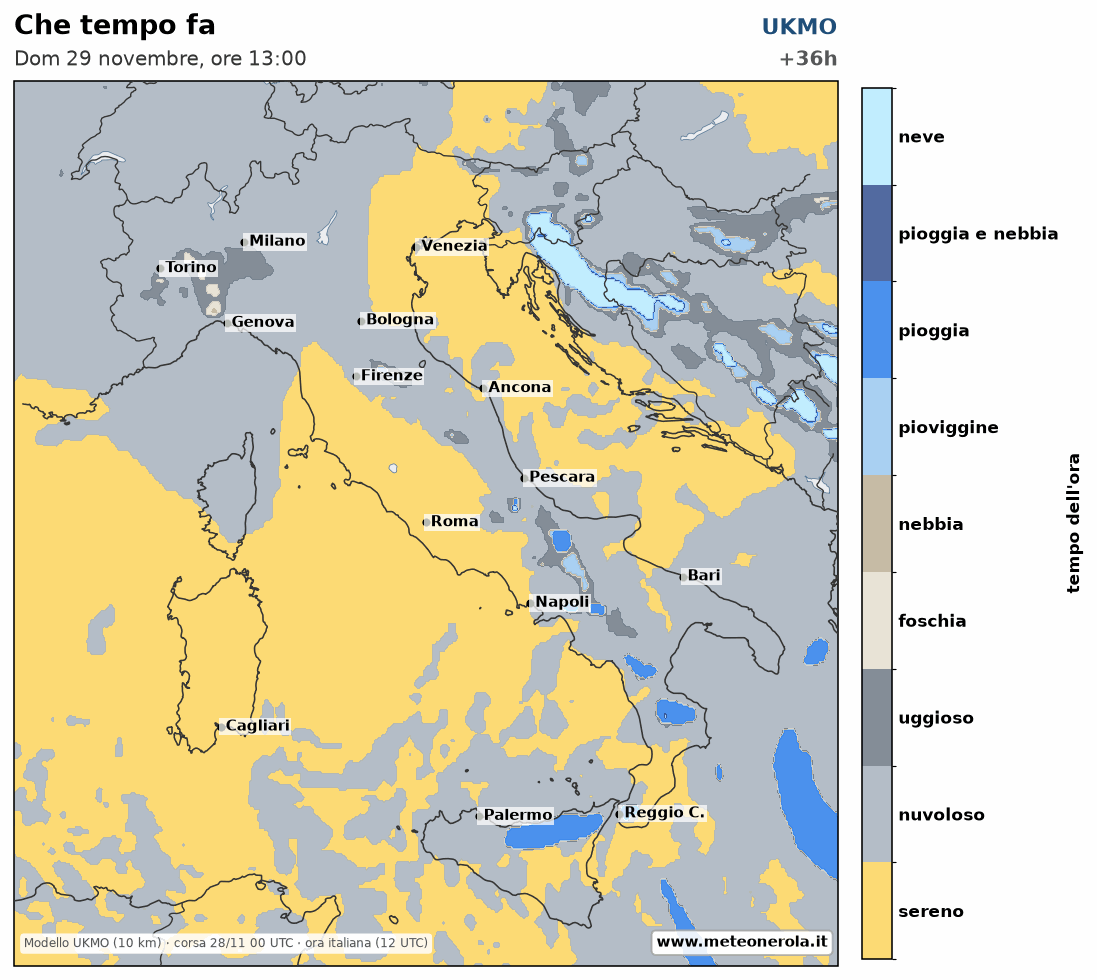 Che tempo fa
UKMO
Dom 29 novembre, ore 13:00
+36h
Milano
Venezia
Torino
Genova
Bologna
Firenze
Ancona
Pescara
Roma
Bari
Napoli
Cagliari
Palermo
Reggio C.
Modello UKMO (10 km) · corsa 28/11 00 UTC · ora italiana (12 UTC)
www.meteonerola.it
neve
pioggia e nebbia
pioggia
pioviggine
nebbia
foschia
uggioso
nuvoloso
sereno
tempo dell'ora